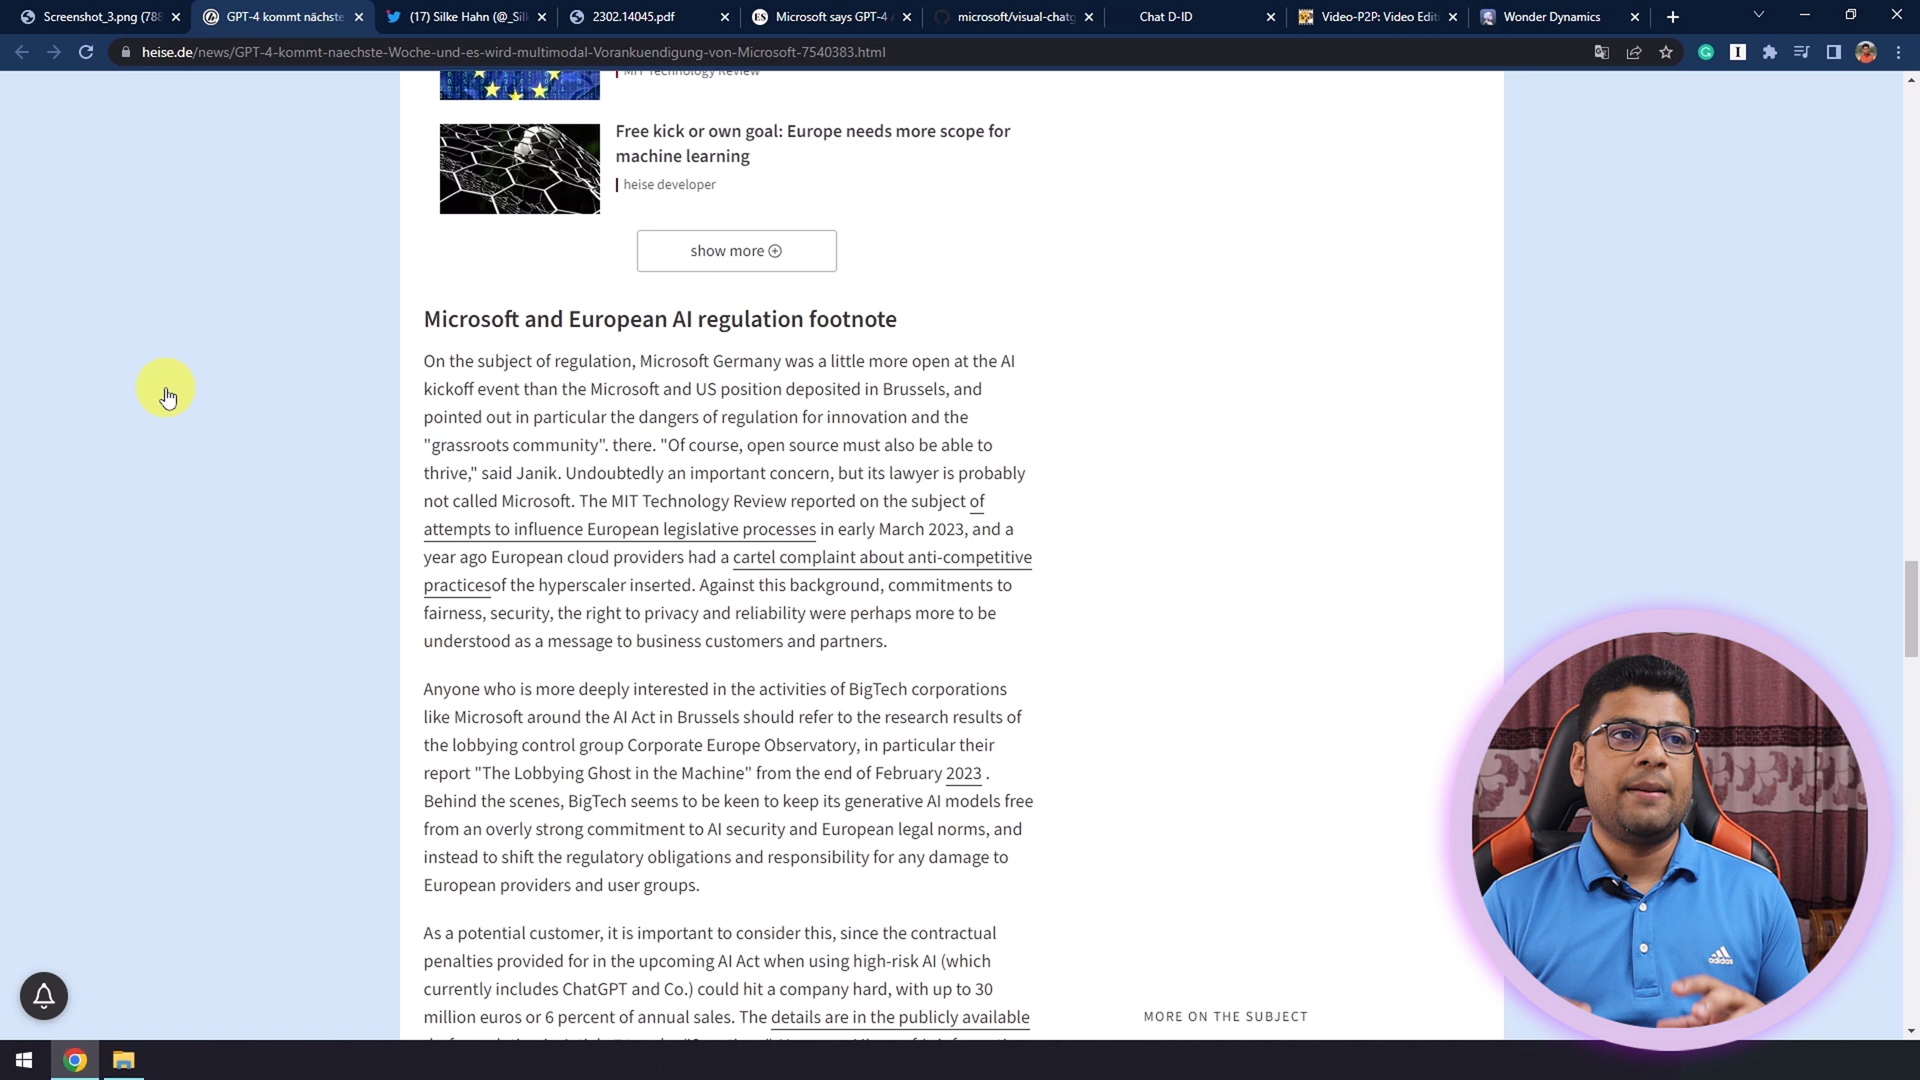 Screenshot_3.png (788
GPT-4 kommt nächste
(17) Silke Hahn (@_Sil
2302.14045.pdf
Microsoft says GPT-4
microsoft/visual-chatg
Chat D-ID
Video-P2P: Video Edit
Wonder Dynamics
heise.de/news/GPT-4-kommt-naechste-Woche-und-es-wird-multimodal-Vorankuendigung-von-Microsoft-7540383.html
MIT Technology Review
Free kick or own goal: Europe needs more scope for
machine learning
heise developer
show more
Microsoft and European AI regulation footnote
On the subject of regulation, Microsoft Germany was a little more open at the AI
kickoff event than the Microsoft and US position deposited in Brussels, and
pointed out in particular the dangers of regulation for innovation and the
"grassroots community". there. "Of course, open source must also be able to
thrive," said Janik. Undoubtedly an important concern, but its lawyer is probably
not called Microsoft. The MIT Technology Review reported on the subject of
attempts to influence European legislative processes in early March 2023, and a
year ago European cloud providers had a cartel complaint about anti-competitive
practicesof the hyperscaler inserted. Against this background, commitments to
fairness, security, the right to privacy and reliability were perhaps more to be
understood as a message to business customers and partners.
Anyone who is more deeply interested in the activities of BigTech corporations
like Microsoft around the AI Act in Brussels should refer to the research results of
the lobbying control group Corporate Europe Observatory, in particular their
report "The Lobbying Ghost in the Machine" from the end of February 2023 .
Behind the scenes, BigTech seems to be keen to keep its generative AI models free
from an overly strong commitment to AI security and European legal norms, and
instead to shift the regulatory obligations and responsibility for any damage to
European providers and user groups.
As a potential customer, it is important to consider this, since the contractual
penalties provided for in the upcoming AI Act when using high-risk AI (which
currently includes ChatGPT and Co.) could hit a company hard, with up to 30
million euros or 6 percent of annual sales. The details are in the publicly available
MORE ON THE SUBJECT
adidas